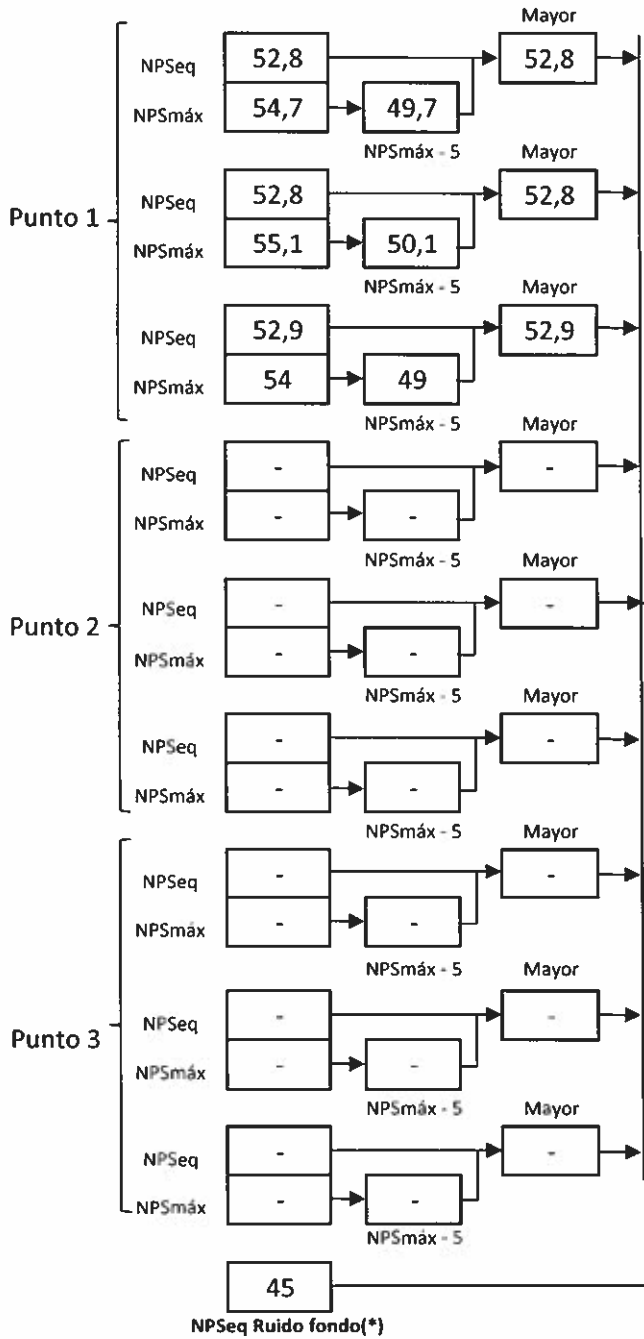 Mayor
NPSeq 52,8 52,8
NPSmáx 54,7 49,7
NPSmáx - 5 Mayor
Punto 1
NPSeq 52,8 52,8
NPSmáx 55,1 50,1
NPSmáx - 5 Mayor
NPSeq 52,9 52,9
NPSmáx 54 49
NPSmáx - 5 Mayor
NPSeq - -
NPSmáx - -
NPSmáx - 5 Mayor
Punto 2
NPSeq - -
NPSmáx - -
NPSmáx - 5 Mayor
NPSeq - -
NPSmáx - -
NPSmáx - 5 Mayor
NPSeq - -
NPSmáx - -
NPSmáx - 5 Mayor
Punto 3
NPSeq - -
NPSmáx - -
NPSmáx - 5 Mayor
NPSeq - -
NPSmáx - -
NPSmáx - 5
45
NPSeq Ruido fondo(*)